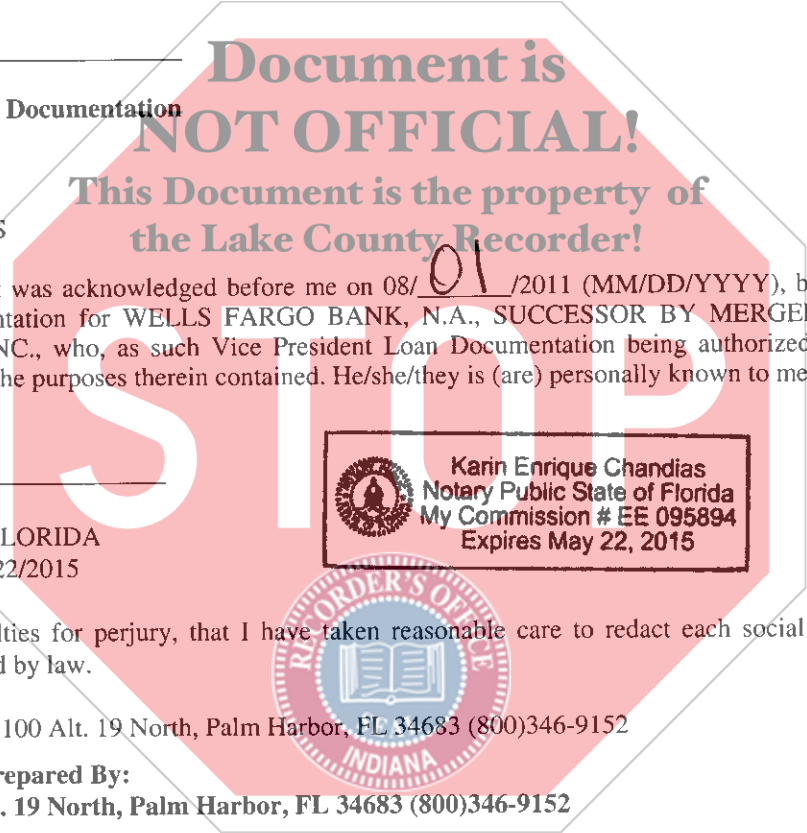 Document is
Documentation
NOT OFFICIAL!
This Document is the property of
S
the Lake County Recorder!
was acknowledged before me on 08/ 01 /2011 (MM/DD/YYYY), b
ntation for WELLS FARGO BANK, N.A., SUCCESSOR BY MERGE
NC., who, as such Vice President Loan Documentation being authorized
he purposes therein contained. He/she/they is (are) personally known to me
STOP
Karin Enrique Chandias
Notary Public State of Florida
My Commission # EE 095894
Expires May 22, 2015
LORIDA
22/2015
RECORDER'S OFFICE
lties for perjury, that I have taken reasonable care to redact each social
d by law.
SEAL
100 Alt. 19 North, Palm Harbor, FL 34683 (800)346-9152
INDIANA
repared By:
. 19 North, Palm Harbor, FL 34683 (800)346-9152